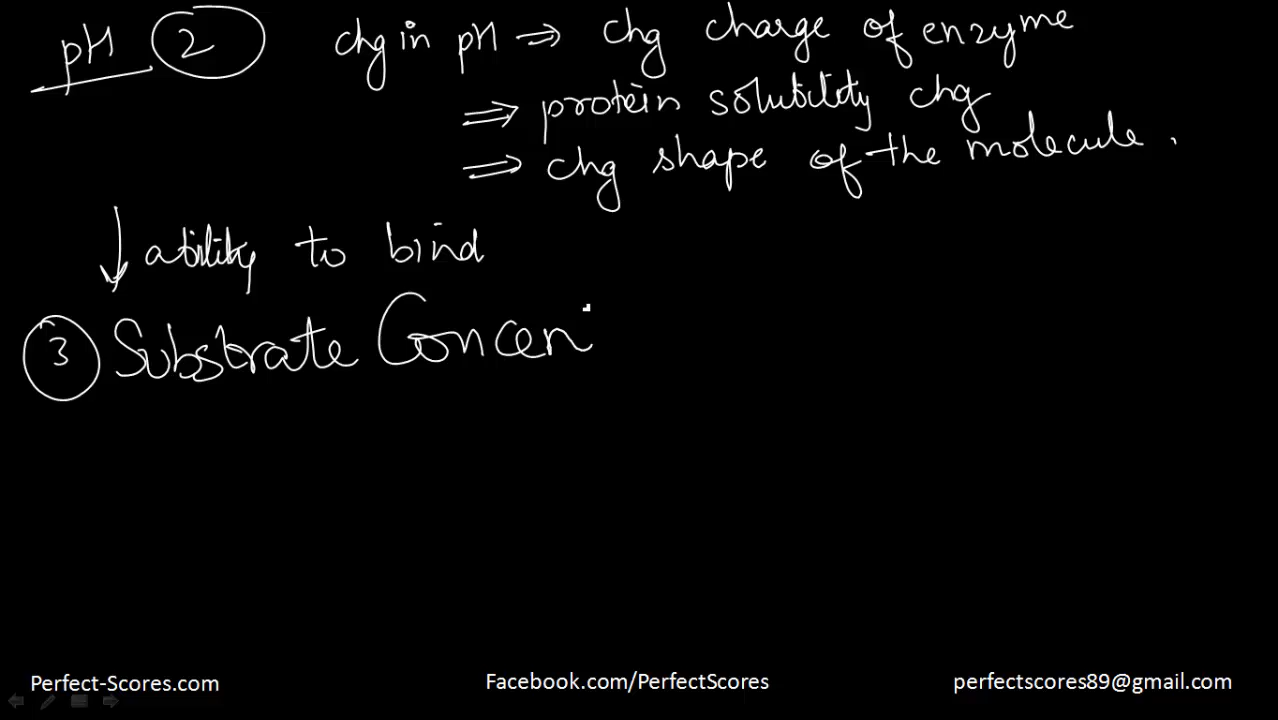 pH 2 chg in pH ⇒ chg charge of enzyme
⇒ protein solubility chg
⇒ chg shape of the molecule.
↓ ability to bind
3 Substrate Concen
Perfect-Scores.com Facebook.com/PerfectScores perfectscores89@gmail.com